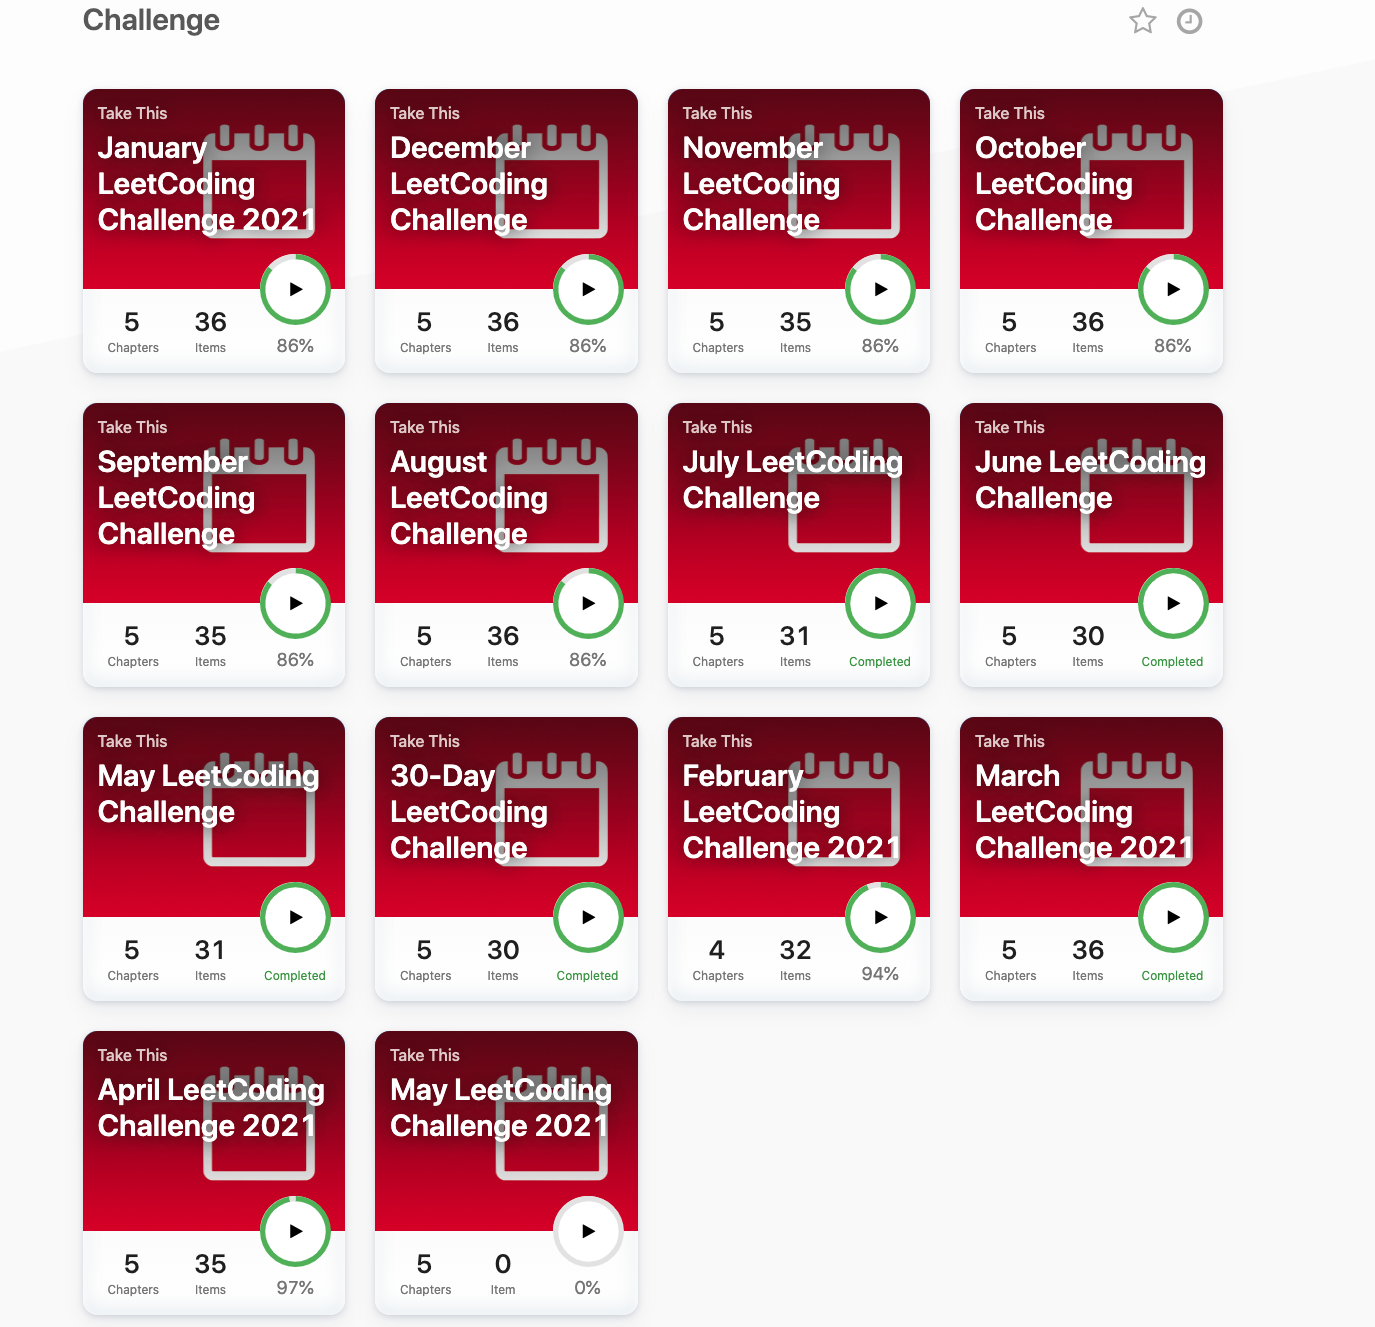 Challenge
Take This
January
LeetCoding
Challenge 2021
5 36
Chapters Items 86%
Take This
December
LeetCoding
Challenge
5 36
Chapters Items 86%
Take This
November
LeetCoding
Challenge
5 35
Chapters Items 86%
Take This
October
LeetCoding
Challenge
5 36
Chapters Items 86%
Take This
September
LeetCoding
Challenge
5 35
Chapters Items 86%
Take This
August
LeetCoding
Challenge
5 36
Chapters Items 86%
Take This
July LeetCoding
Challenge
5 31
Chapters Items Completed
Take This
June LeetCoding
Challenge
5 30
Chapters Items Completed
Take This
May LeetCoding
Challenge
5 31
Chapters Items Completed
Take This
30-Day
LeetCoding
Challenge
5 30
Chapters Items Completed
Take This
February
LeetCoding
Challenge 2021
4 32
Chapters Items 94%
Take This
March
LeetCoding
Challenge 2021
5 36
Chapters Items Completed
Take This
April LeetCoding
Challenge 2021
5 35
Chapters Items 97%
Take This
May LeetCoding
Challenge 2021
5 0
Chapters Item 0%